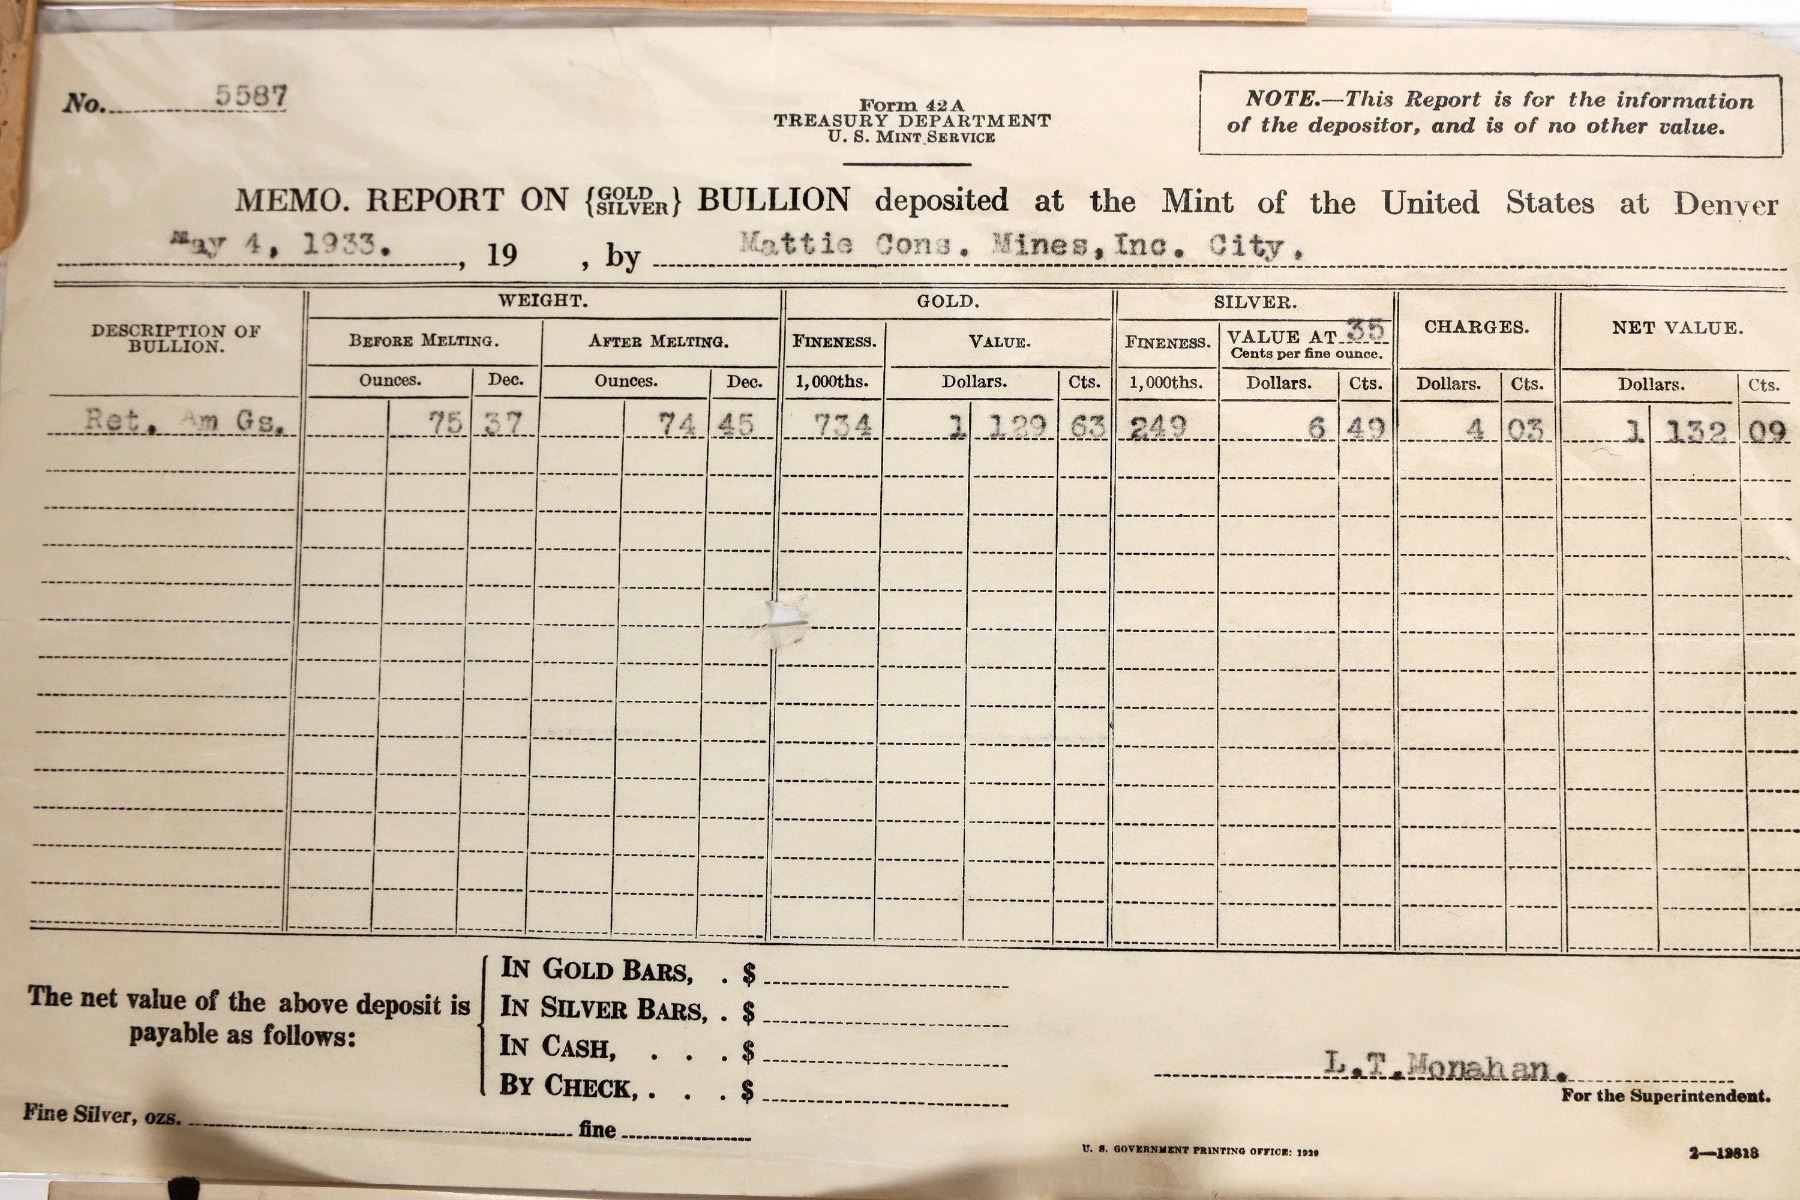 No. 5587
Form 42A
TREASURY DEPARTMENT
U. S. MINT SERVICE
NOTE.—This Report is for the information
of the depositor, and is of no other value.
MEMO. REPORT ON {GOLD SILVER} BULLION deposited at the Mint of the United States at Denver
May 4, 1933. , 19 , by Mattie Cons. Mines, Inc. City.
DESCRIPTION OF BULLION. WEIGHT. GOLD. SILVER. CHARGES. NET VALUE.
BEFORE MELTING. AFTER MELTING. FINENESS. VALUE. FINENESS. VALUE AT 35 Cents per fine ounce.
Ounces. Dec. Ounces. Dec. 1,000ths. Dollars. Cts. 1,000ths. Dollars. Cts. Dollars. Cts. Dollars. Cts.
Ret. Am Gs. 75 37 74 45 734 1 129 63 249 6 49 4 03 1 132 09
The net value of the above deposit is
payable as follows:
IN GOLD BARS, . $
IN SILVER BARS, . $
IN CASH, . . . $
BY CHECK, . . . $
L.T.Monahan.
For the Superintendent.
Fine Silver, ozs. fine
U. S. GOVERNMENT PRINTING OFFICE: 1929
2—12818